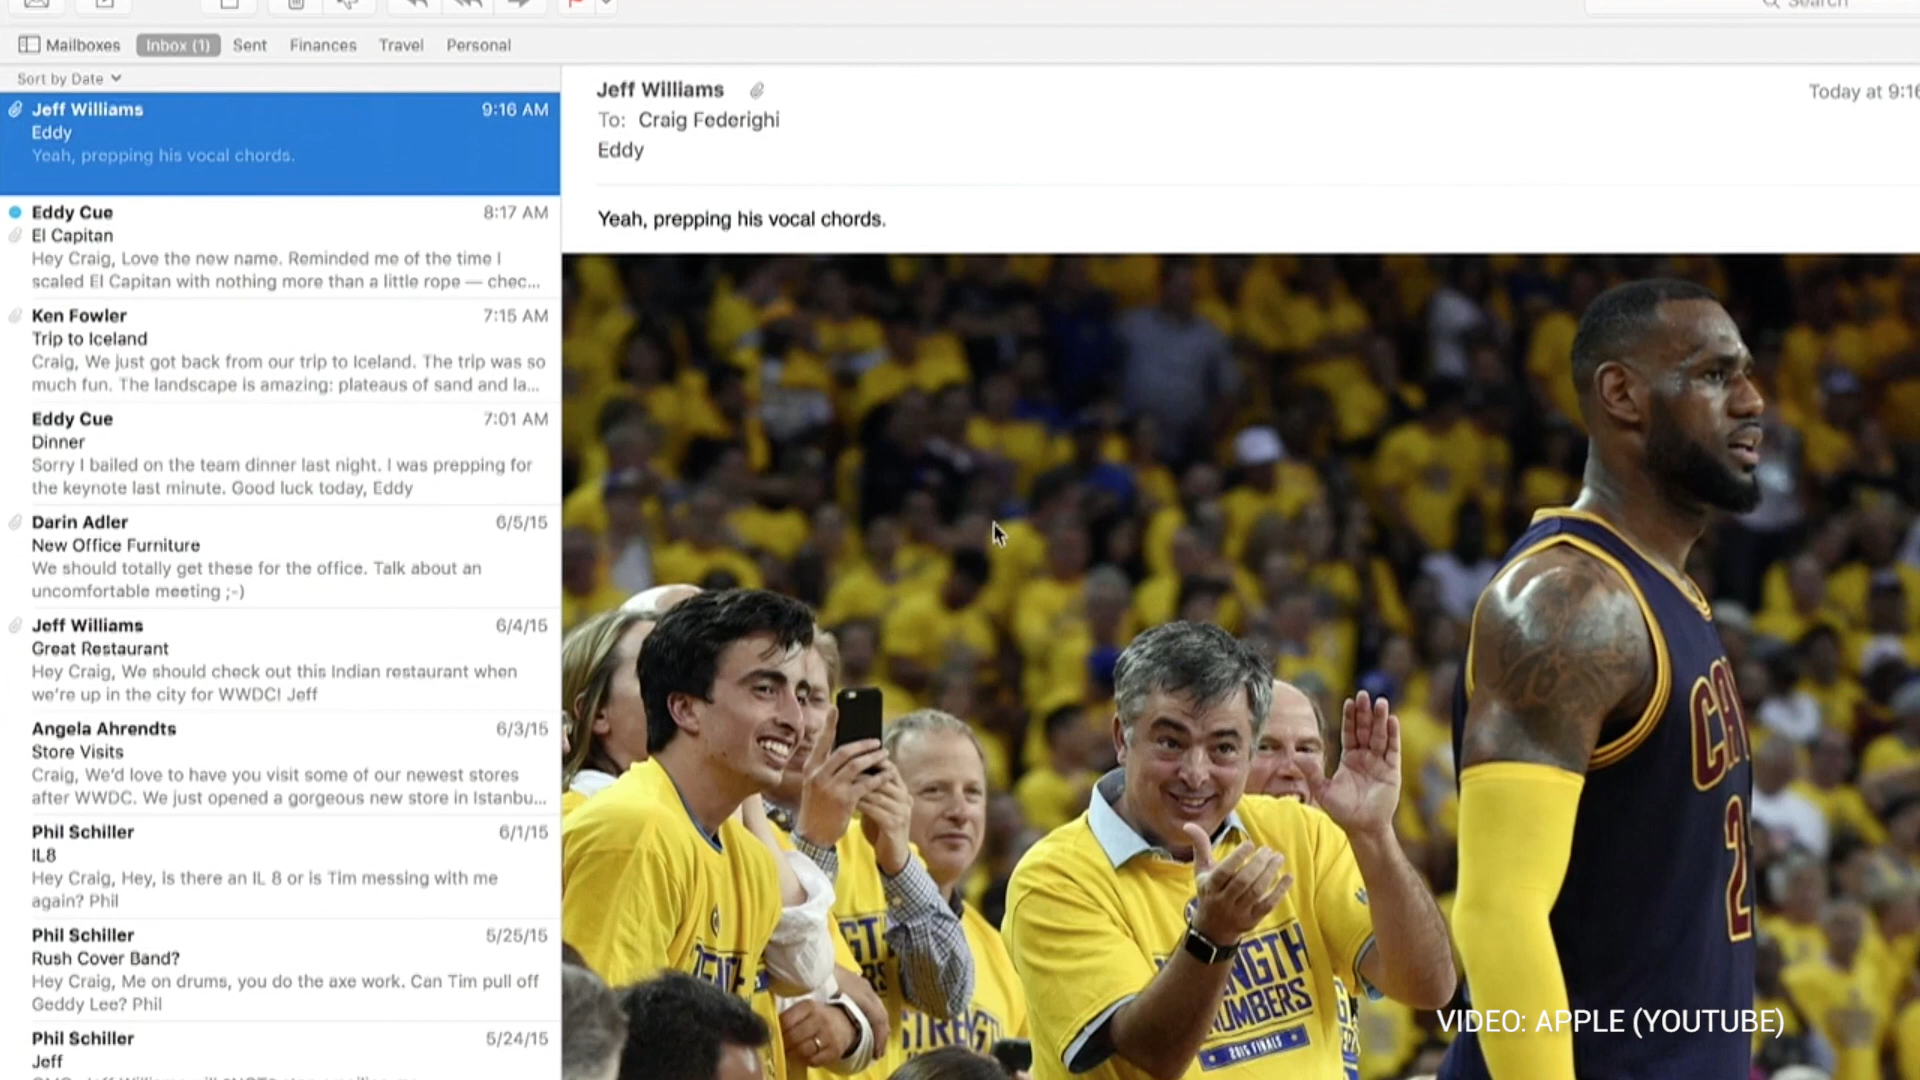 Search
Mailboxes
Inbox (1)
Sent
Finances
Travel
Personal
Sort by Date
Jeff Williams 9:16 AM
Eddy
Yeah, prepping his vocal chords.
Eddy Cue 8:17 AM
El Capitan
Hey Craig, Love the new name. Reminded me of the time I
scaled El Capitan with nothing more than a little rope — chec...
Ken Fowler 7:15 AM
Trip to Iceland
Craig, We just got back from our trip to Iceland. The trip was so
much fun. The landscape is amazing: plateaus of sand and la...
Eddy Cue 7:01 AM
Dinner
Sorry I bailed on the team dinner last night. I was prepping for
the keynote last minute. Good luck today, Eddy
Darin Adler 6/5/15
New Office Furniture
We should totally get these for the office. Talk about an
uncomfortable meeting ;-)
Jeff Williams 6/4/15
Great Restaurant
Hey Craig, We should check out this Indian restaurant when
we're up in the city for WWDC! Jeff
Angela Ahrendts 6/3/15
Store Visits
Craig, We'd love to have you visit some of our newest stores
after WWDC. We just opened a gorgeous new store in Istanbu...
Phil Schiller 6/1/15
IL8
Hey Craig, Hey, is there an IL 8 or is Tim messing with me
again? Phil
Phil Schiller 5/25/15
Rush Cover Band?
Hey Craig, Me on drums, you do the axe work. Can Tim pull off
Geddy Lee? Phil
Phil Schiller 5/24/15
Jeff
Jeff Williams
Today at 9:16
To: Craig Federighi
Eddy
Yeah, prepping his vocal chords.
CA
2
NGTH
NUMBERS
2015 FINALS
STRENGT
VIDEO: APPLE (YOUTUBE)